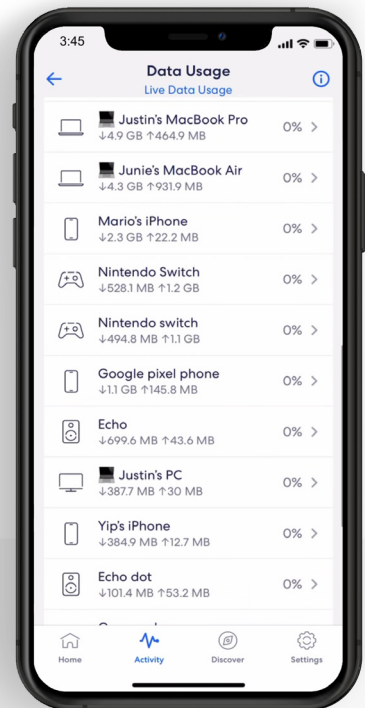 3:45
Data Usage
Live Data Usage
Justin's MacBook Pro
↓4.9 GB ↑464.9 MB
0%
Junie's MacBook Air
↓4.3 GB ↑931.9 MB
0%
Mario's iPhone
↓2.3 GB ↑22.2 MB
0%
Nintendo Switch
↓528.1 MB ↑1.2 GB
0%
Nintendo switch
↓494.8 MB ↑1.1 GB
0%
Google pixel phone
↓1.1 GB ↑145.8 MB
0%
Echo
↓699.6 MB ↑43.6 MB
0%
Justin's PC
↓387.7 MB ↑30 MB
0%
Yip's iPhone
↓384.9 MB ↑12.7 MB
0%
Echo dot
↓101.4 MB ↑53.2 MB
0%
Home Activity Discover Settings